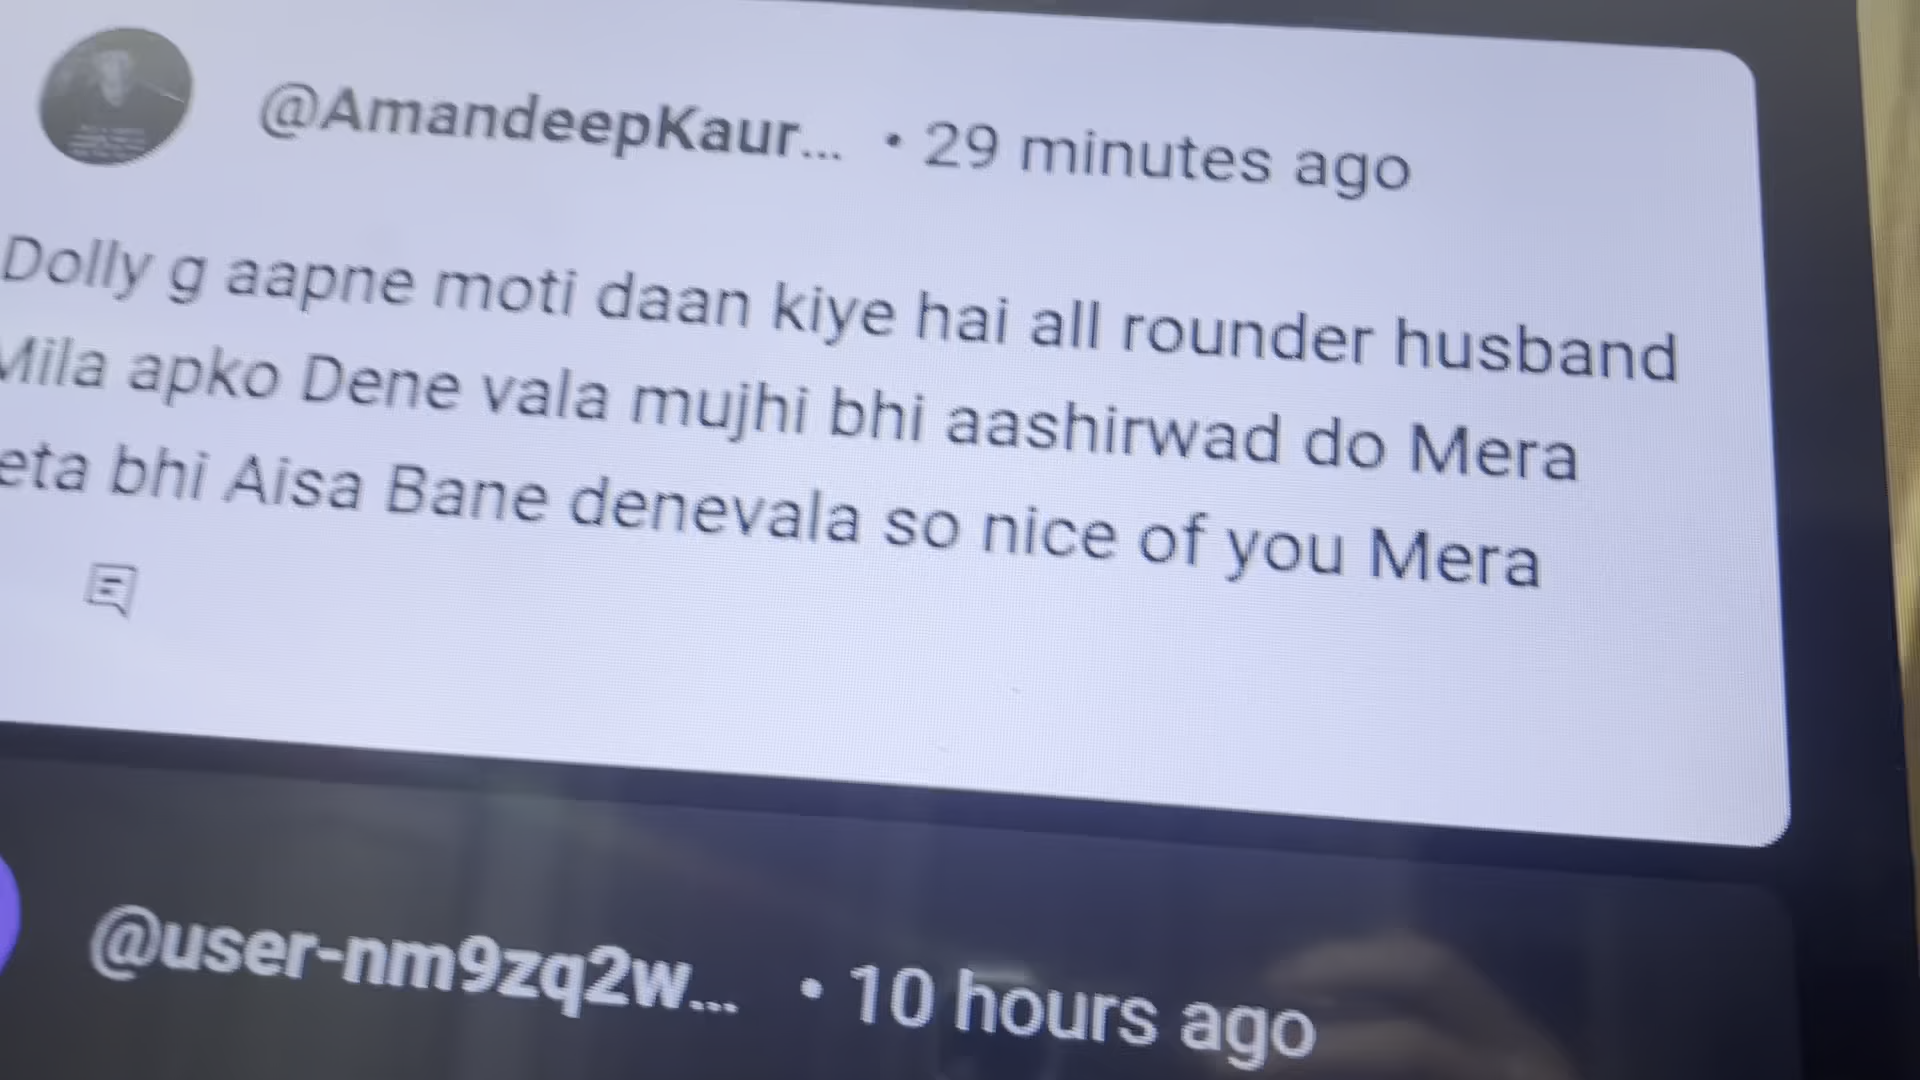 @AmandeepKaur... • 29 minutes ago
Dolly g aapne moti daan kiye hai all rounder husband
Mila apko Dene vala mujhi bhi aashirwad do Mera
eta bhi Aisa Bane denevala so nice of you Mera
@user-nm9zq2w... • 10 hours ago